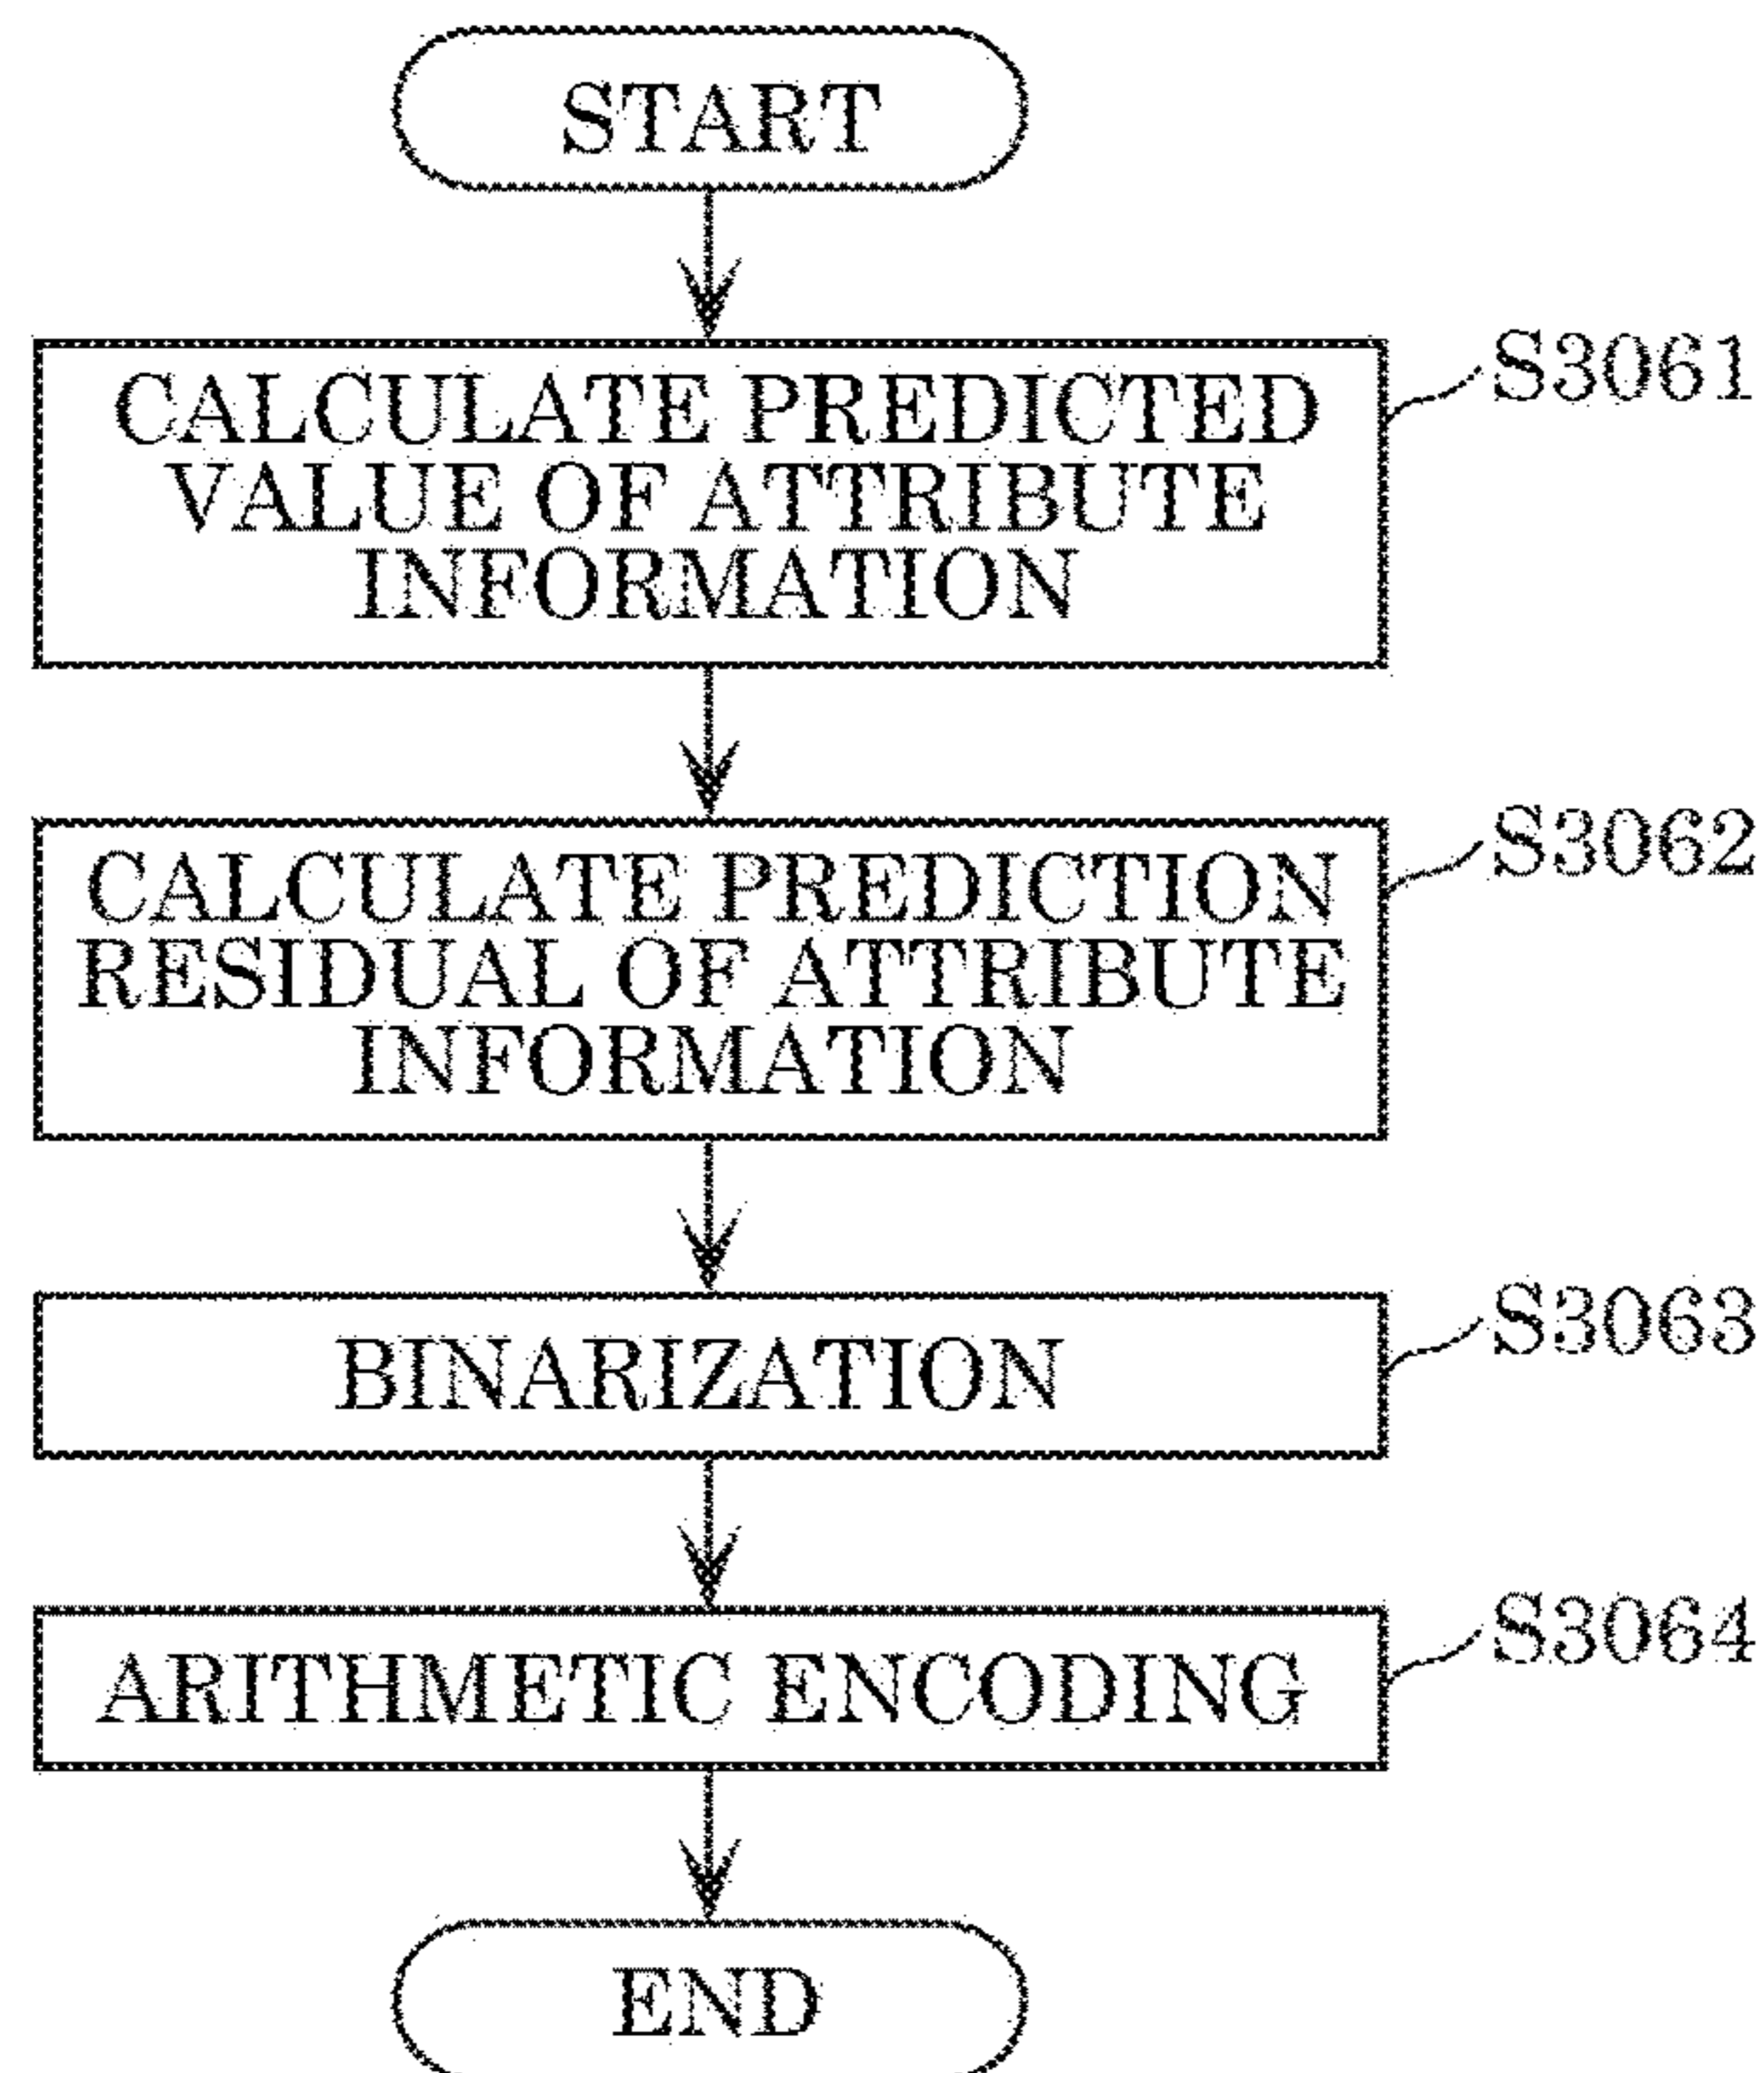 START
CALCULATE PREDICTED
VALUE OF ATTRIBUTE
INFORMATION
S3061
CALCULATE PREDICTION
RESIDUAL OF ATTRIBUTE
INFORMATION
S3062
BINARIZATION
S3063
ARITHMETIC ENCODING
S3064
END